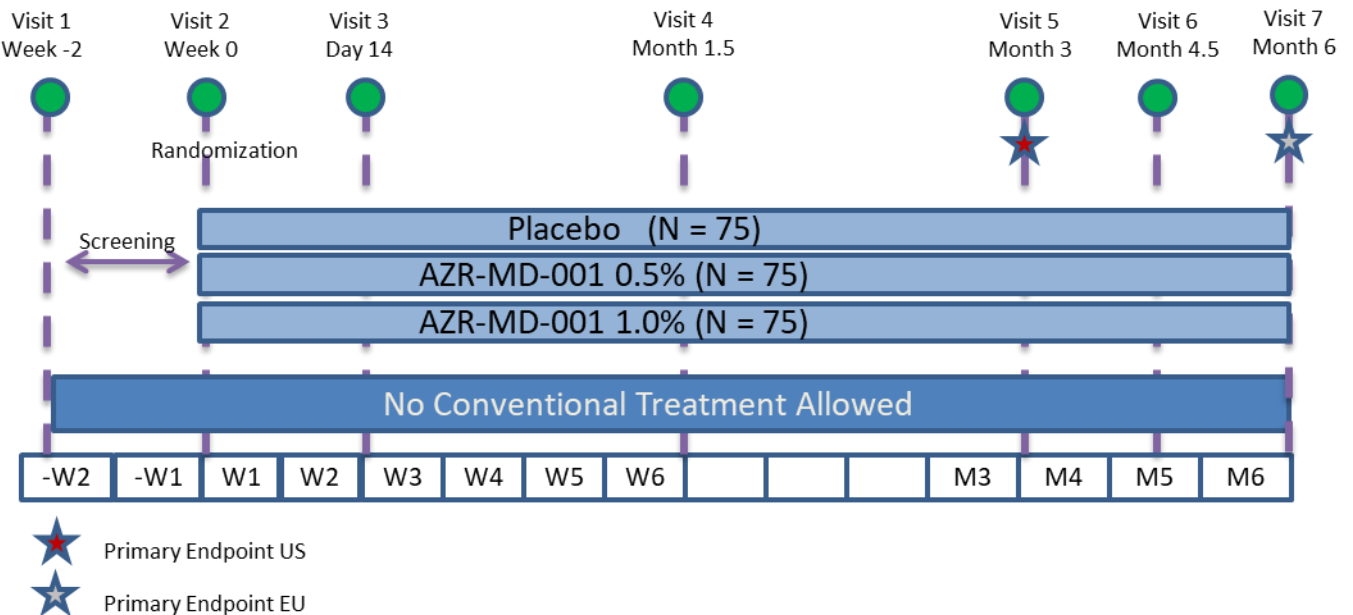 Visit 1
Week -2
Visit 2
Week 0
Visit 3
Day 14
Visit 4
Month 1.5
Visit 5
Month 3
Visit 6
Month 4.5
Visit 7
Month 6
Randomization
Screening
Placebo (N = 75)
AZR-MD-001 0.5% (N = 75)
AZR-MD-001 1.0% (N = 75)
No Conventional Treatment Allowed
-W2 -W1 W1 W2 W3 W4 W5 W6 M3 M4 M5 M6
Primary Endpoint US
Primary Endpoint EU